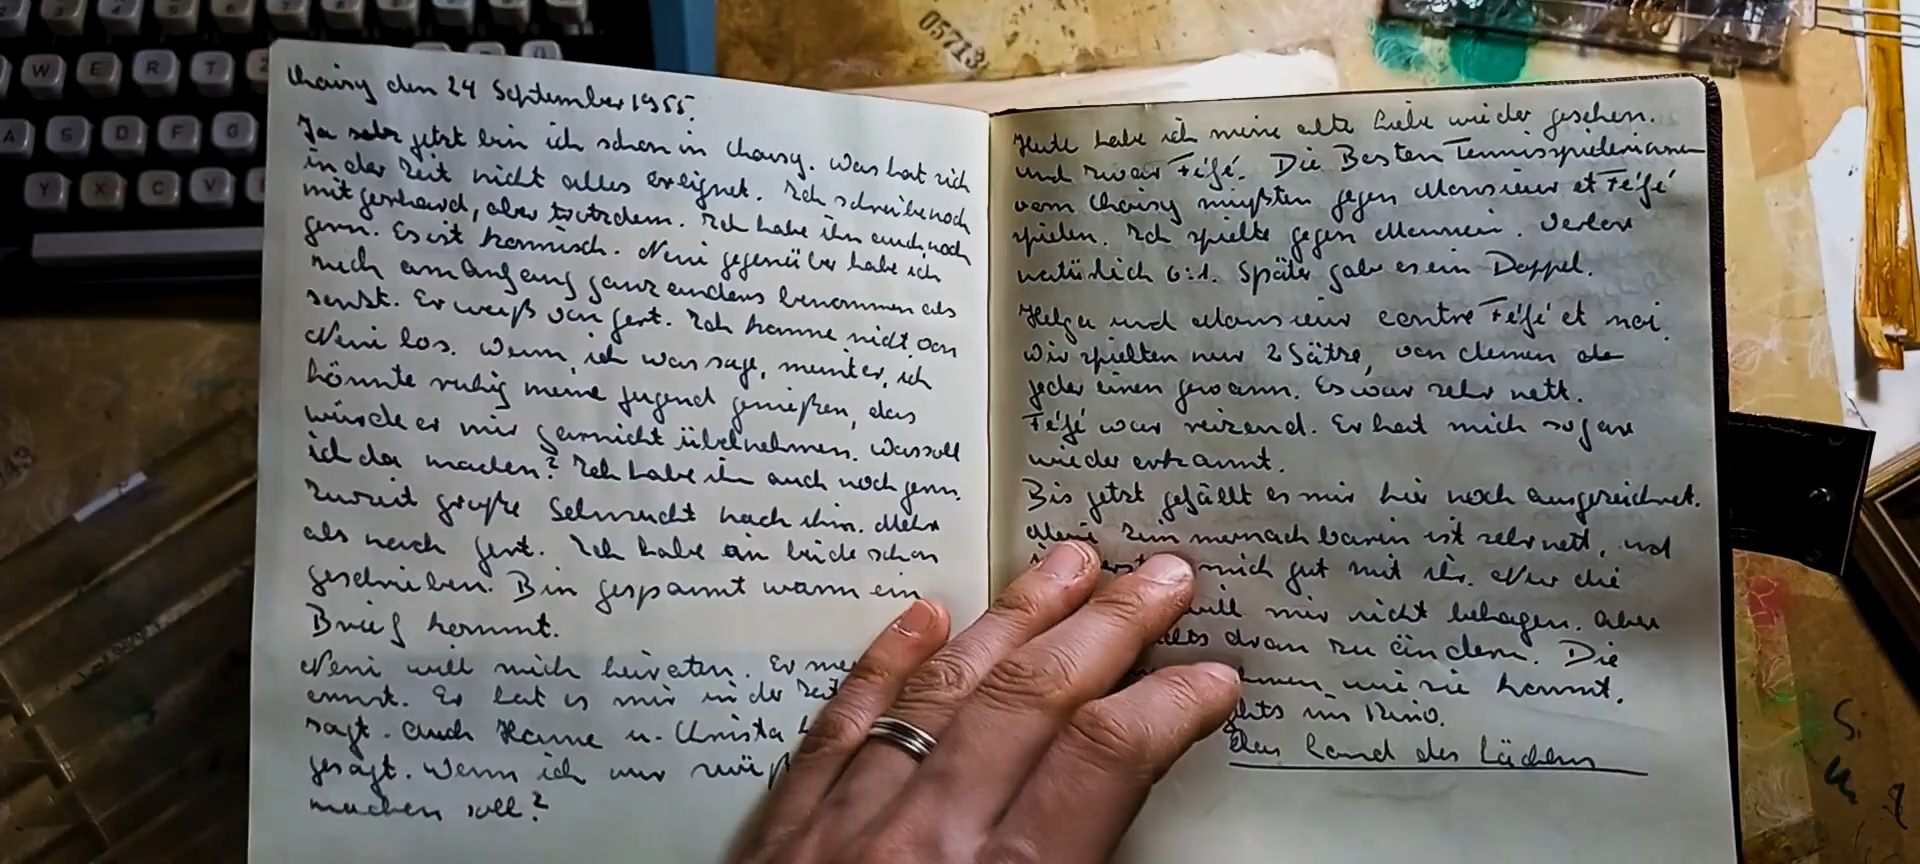 05713
W E R T Z
A S D F G
Y X C V
Choisy den 24 September 1955.
Ja sehr jetzt bin ich schon in Choisy. Was hat sich
in der Zeit nicht alles ereignet. Ich schreibe noch
mit gerhard, aber trotzdem. Ich habe ihn auch noch
gern. Es ist komisch. Neni gegenüber habe ich
mich am Anfang ganz anders benommen als
sonst. Er weiß von gert. Ich komme nicht von
Neni los. Wenn ich was sage, meint er, ich
könnte ruhig meine Jugend genießen, das
würde er mir garnicht übelnehmen. Was soll
ich da machen? Ich habe ihn auch noch gern.
Zurzeit große Sehnsucht nach ihm. Mehr
als nach gert. Ich habe an beide schon
geschrieben. Bin gespannt wann ein
Brief kommt.
Neni will mich heiraten. Er
ernst. Er hat es mir in der Zeit
sagt. Auch Hanne u. Christa
gesagt. Wenn ich nur
machen soll?
Heute habe ich meine alte Liebe wieder gesehen.
und zwar Féfé. Die Besten Tennisspielerinnen
vom Choisy mußten gegen Monsieur et Féfé
spielen. Ich spielte gegen Verlor
natürlich 6:1. Später gab es ein Doppel.
Helga und Monsieur contre Féfé et moi.
Wir spielten nur 2 Sätze, von denen
jeder einen gewann. Es war sehr nett.
Féfé war reizend. Er hat mich sogar
wieder erkannt.
Bis jetzt gefällt es mir hier noch ausgezeichnet.
Meine Zimmernachbarin ist sehr nett, und
mich gut mit ihr. Nur die
will mir nicht behagen. Aber
dran zu ändern. Die
wie sie kommt.
ins Kino.
Das Land des Lächelns